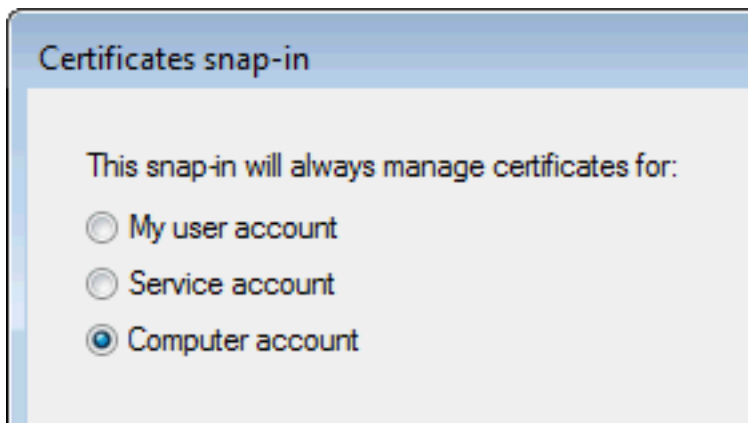 Certificates snap-in
This snap-in will always manage certificates for:
My user account
Service account
Computer account